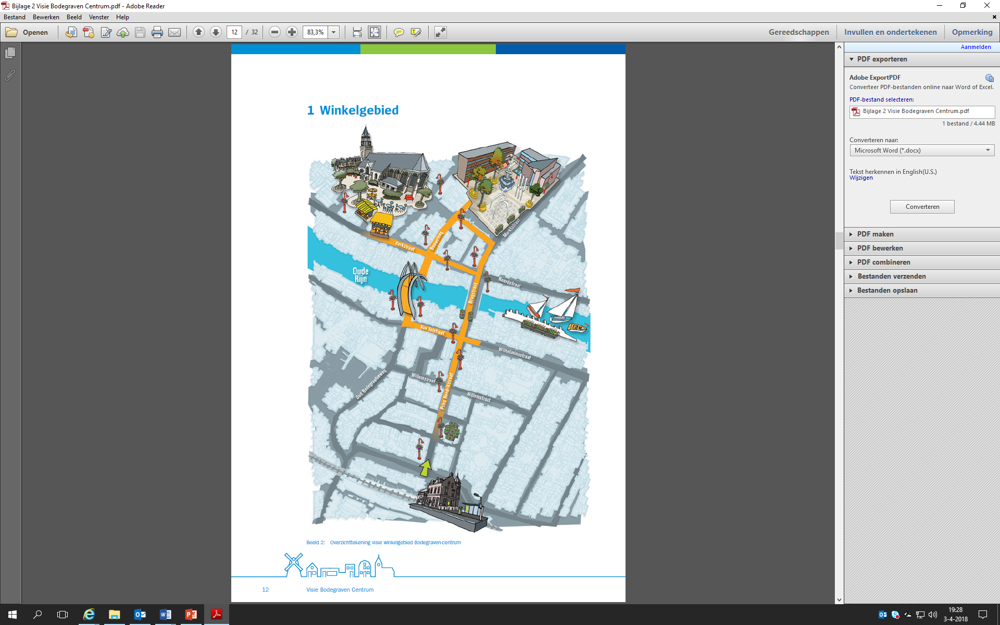 Bijlage 2 Visie Bodegraven Centrum.pdf - Adobe Reader
Bestand Bewerken Beeld Venster Help
Openen 12 / 32 83,3% Gereedschappen Invullen en ondertekenen Opmerking
Aanmelden
PDF exporteren
Adobe ExportPDF
Converteer PDF-bestanden online naar Word of Excel.
PDF-bestand selecteren:
Bijlage 2 Visie Bodegraven Centrum.pdf
1 bestand / 4.44 MB
Converteren naar:
Microsoft Word (*.docx)
Tekst herkennen in English(U.S.)
Wijzigen
Converteren
PDF maken
PDF bewerken
PDF combineren
Bestanden verzenden
Bestanden opslaan
1 Winkelgebied
Marktstraat
Bouwsteeg
Kerkstraat
Oude
Rijn
Noordstraat
Brugstraat
Van Tolstraat
Wilhelminastraat
Oud Bodegraafseweg
Willemstraat
Prins Hendrikstraat
Willemstraat
Beeld 2: Overzichttekening visie winkelgebied Bodegraven-centrum
12 Visie Bodegraven Centrum
19:28
3-4-2018